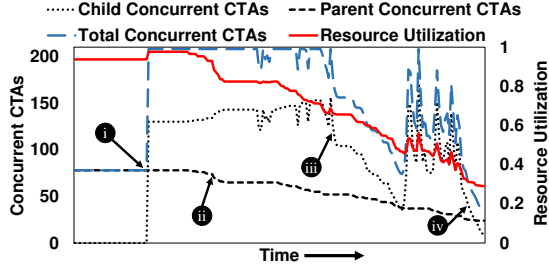 Child Concurrent CTAs Parent Concurrent CTAs
Total Concurrent CTAs Resource Utilization
Concurrent CTAs
200
150
100
50
0
1
0.8
0.6
0.4
0.2
0
Resource Utilization
i
ii
iii
iv
Time